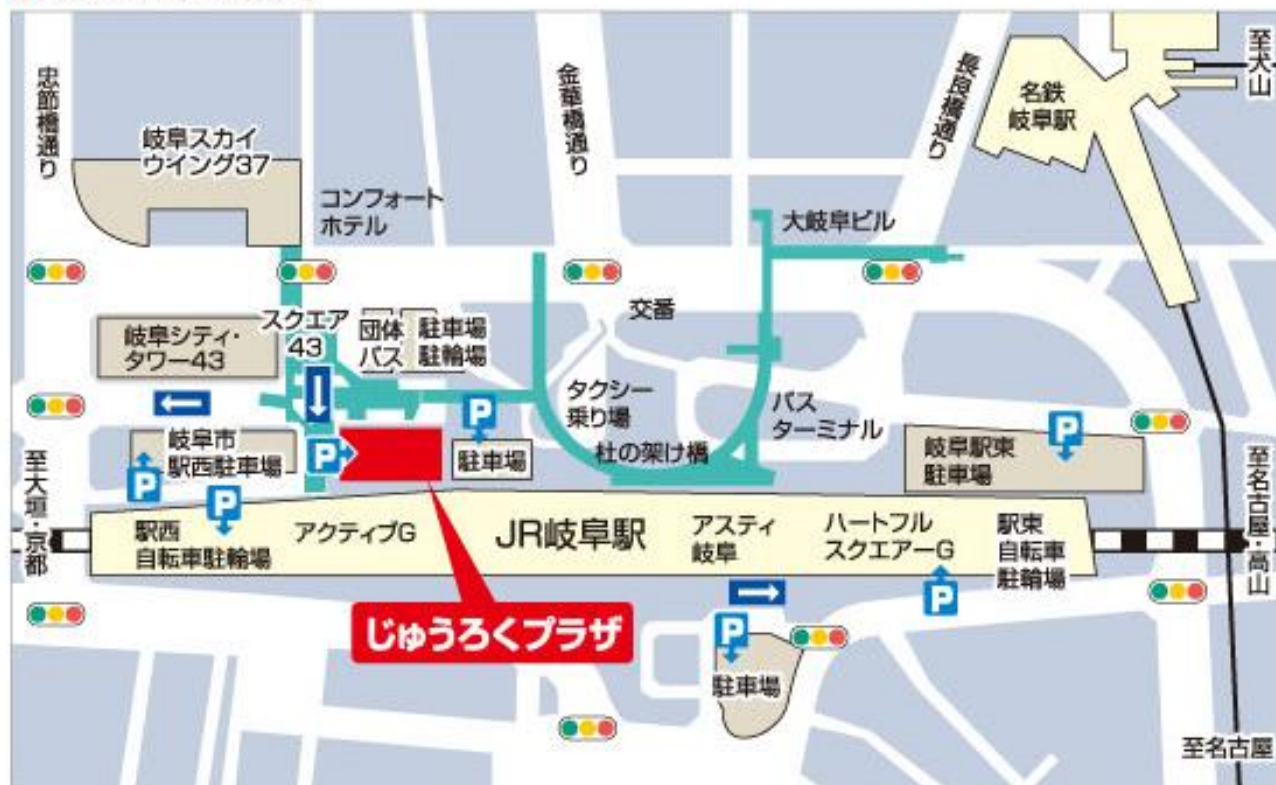 忠節橋通り
金華橋通り
長良橋通り
至犬山
名鉄
岐阜駅
岐阜スカイ
ウイング37
コンフォート
ホテル
大岐阜ビル
交番
岐阜シティ・
タワー43
スクエア
43
団体
バス
駐車場
駐輪場
タクシー
乗り場
バス
ターミナル
杜の架け橋
P
P
岐阜市
駅西駐車場
P
駐車場
岐阜駅東
駐車場
P
P
至大垣・京都
至名古屋・高山
駅西
自転車駐輪場
アクティブG
JR岐阜駅
アスティ
岐阜
ハートフル
スクエアーG
駅東
自転車
駐輪場
P
じゅうろくプラザ
P
駐車場
至名古屋